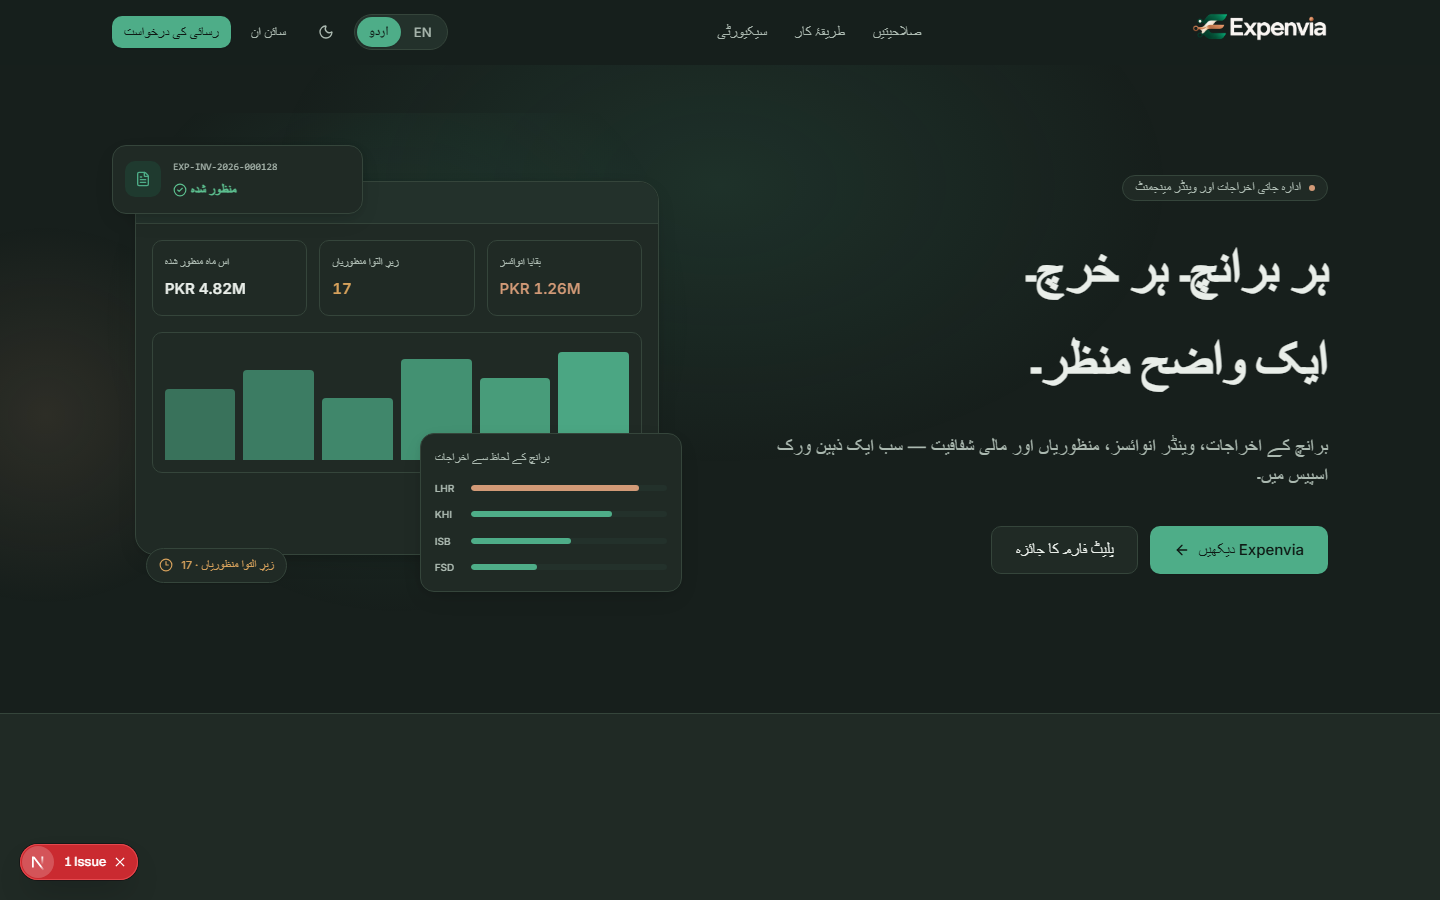 Expenvia
صلاحیتیں
طریقۂ کار
سیکیورٹی
EN
اردو
سائن ان
رسائی کی درخواست
ادارہ جاتی اخراجات اور وینڈر مینجمنٹ
ہر برانچ۔ ہر خرچ۔
ایک واضح منظر۔
برانچ کے اخراجات، وینڈر انوائسز، منظوریاں اور مالی شفافیت — سب ایک ذہین ورک
اسپیس میں۔
Expenvia دیکھیں
پلیٹ فارم کا جائزہ
EXP-INV-2026-000128
منظور شدہ
بقایا انوائسز
PKR 1.26M
زیرِ التوا منظوریاں
17
اس ماہ منظور شدہ
PKR 4.82M
برانچ کے لحاظ سے اخراجات
LHR
KHI
ISB
FSD
زیرِ التوا منظوریاں · 17
1 Issue